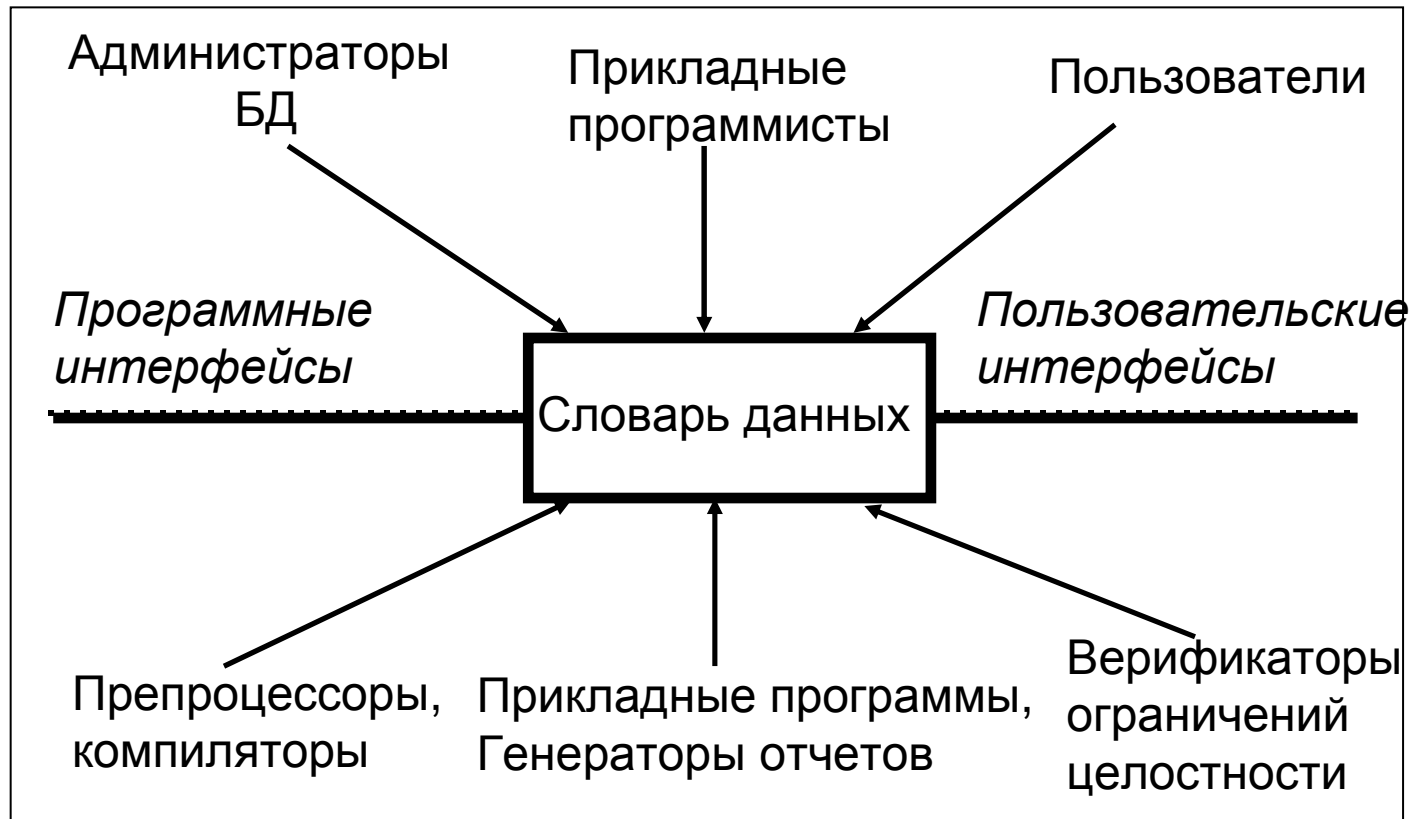 Администраторы
БД
Прикладные
программисты
Пользователи
Программные
интерфейсы
Пользовательские
интерфейсы
Словарь данных
Препроцессоры,
компиляторы
Прикладные программы,
Генераторы отчетов
Верификаторы
ограничений
целостности